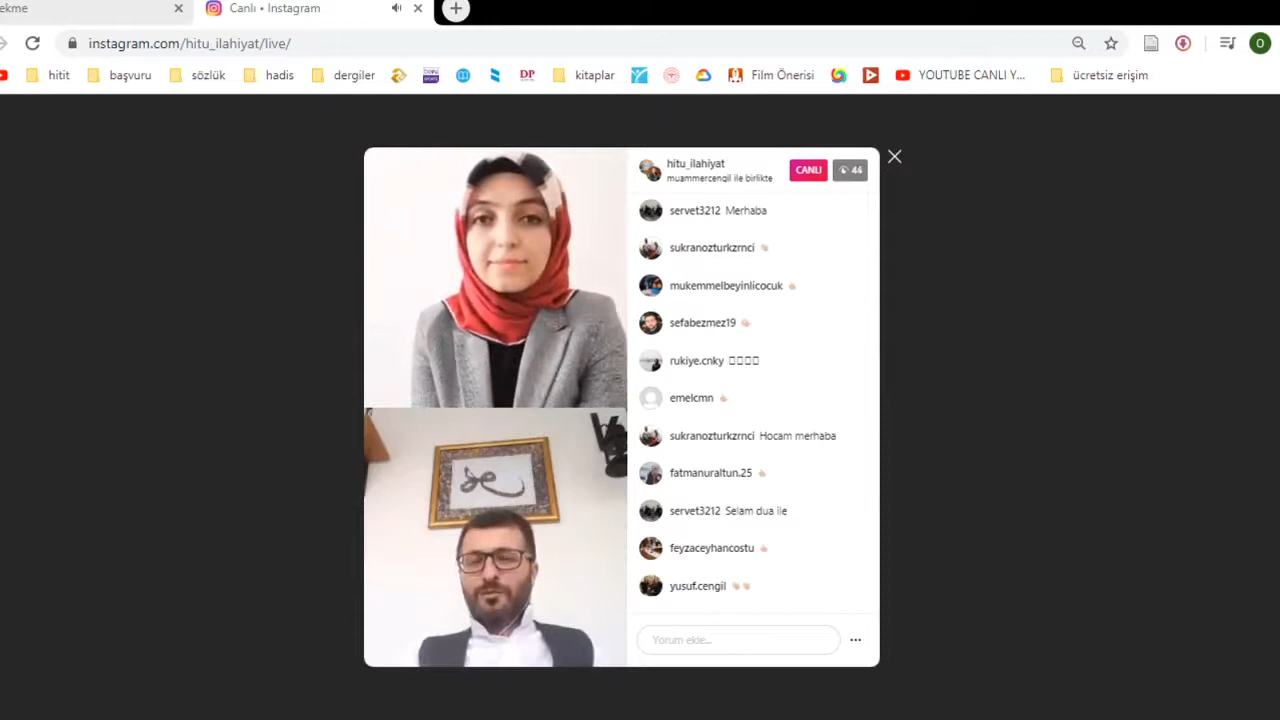 ekme
Canlı • Instagram
instagram.com/hitu_ilahiyat/live/
O
hitit
başvuru
sözlük
hadis
dergiler
DP
kitaplar
Film Önerisi
YOUTUBE CANLI Y...
ücretsiz erişim
hitu_ilahiyat
muammercengil ile birlikte
CANLI
44
servet3212 Merhaba
sukranozturkzrnci
mukemmelbeyinlicocuk
sefabezmez19
rukiye.cnky
emelcmn
sukranozturkzrnci Hocam merhaba
fatmanuraltun.25
servet3212 Selam dua ile
feyzaceyhancostu
yusuf.cengil
Yorum ekle...